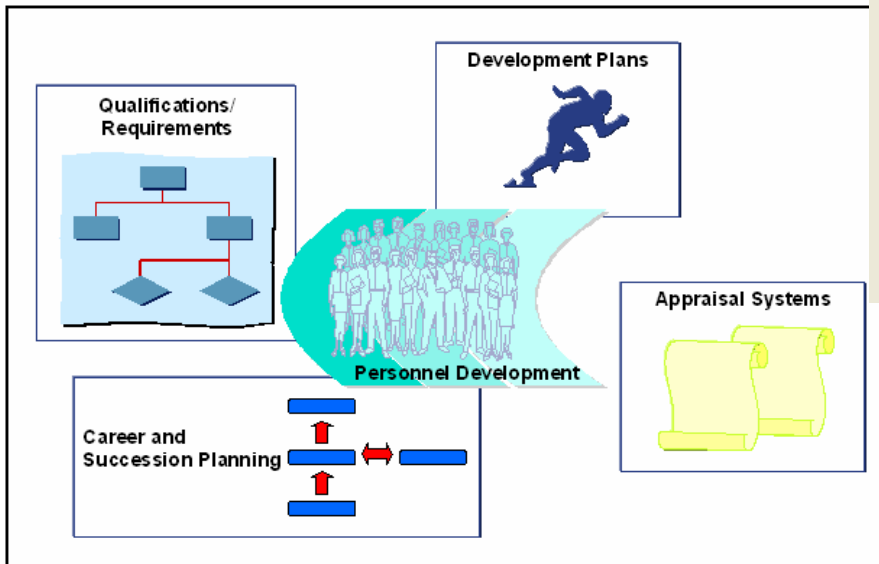 Development Plans
Qualifications/
Requirements
Appraisal Systems
Personnel Development
Career and
Succession Planning